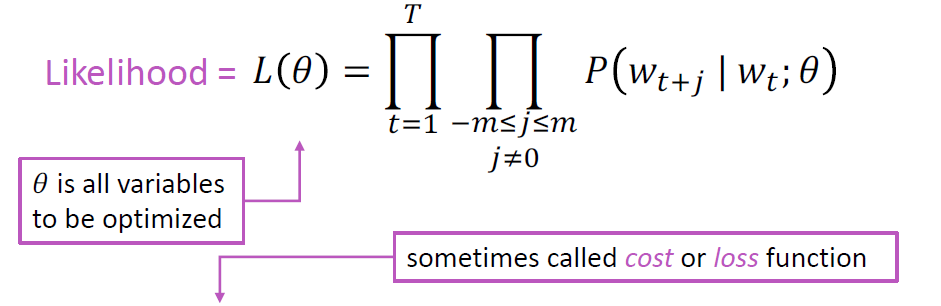 Likelihood = L(θ) = ∏ ∏ P(w_{t+j} | w_t; θ)
T
t=1 −m≤j≤m
j≠0
θ is all variables
to be optimized
sometimes called cost or loss function